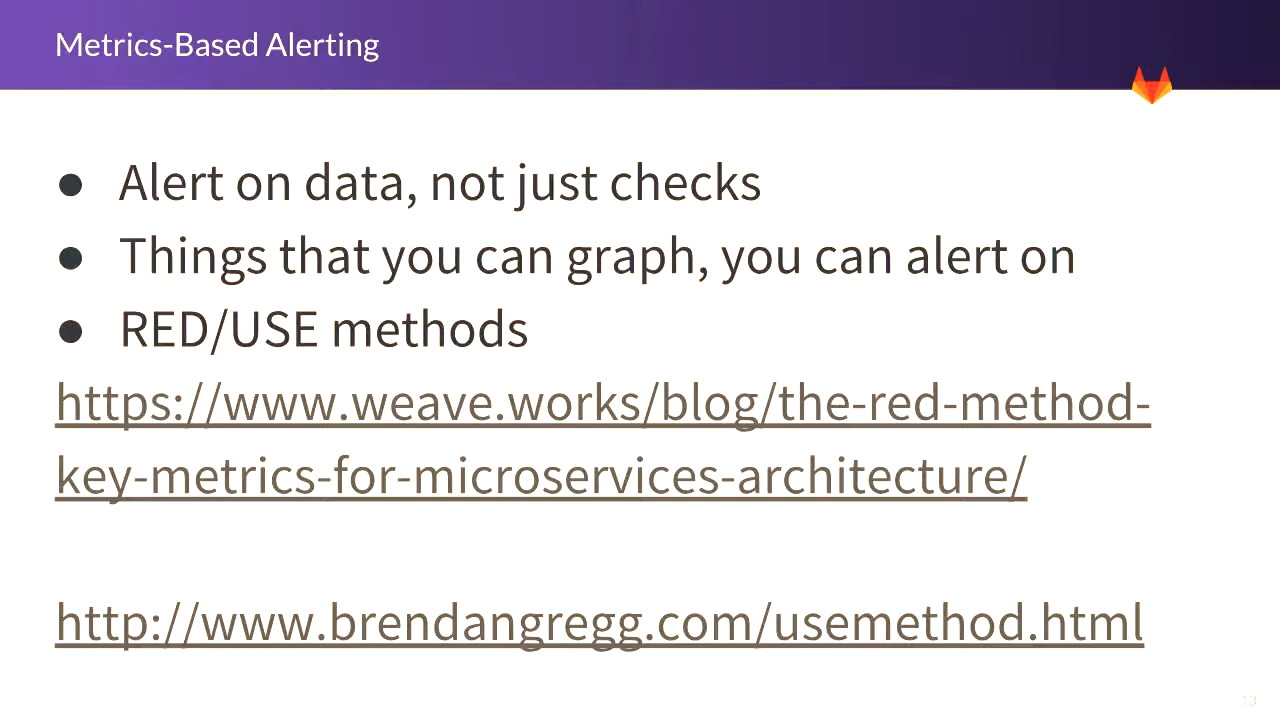 Metrics-Based Alerting
● Alert on data, not just checks
● Things that you can graph, you can alert on
● RED/USE methods
https://www.weave.works/blog/the-red-method-
key-metrics-for-microservices-architecture/
http://www.brendangregg.com/usemethod.html